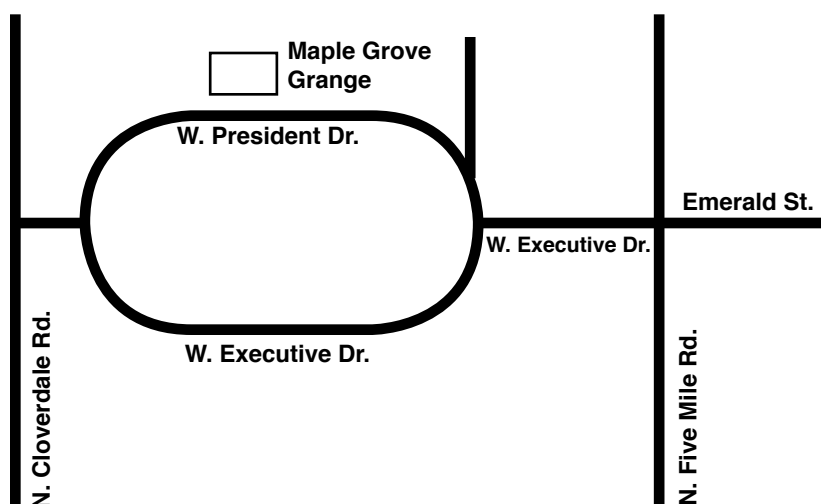 Maple Grove
Grange
W. President Dr.
Emerald St.
W. Executive Dr.
W. Executive Dr.
N. Cloverdale Rd.
N. Five Mile Rd.